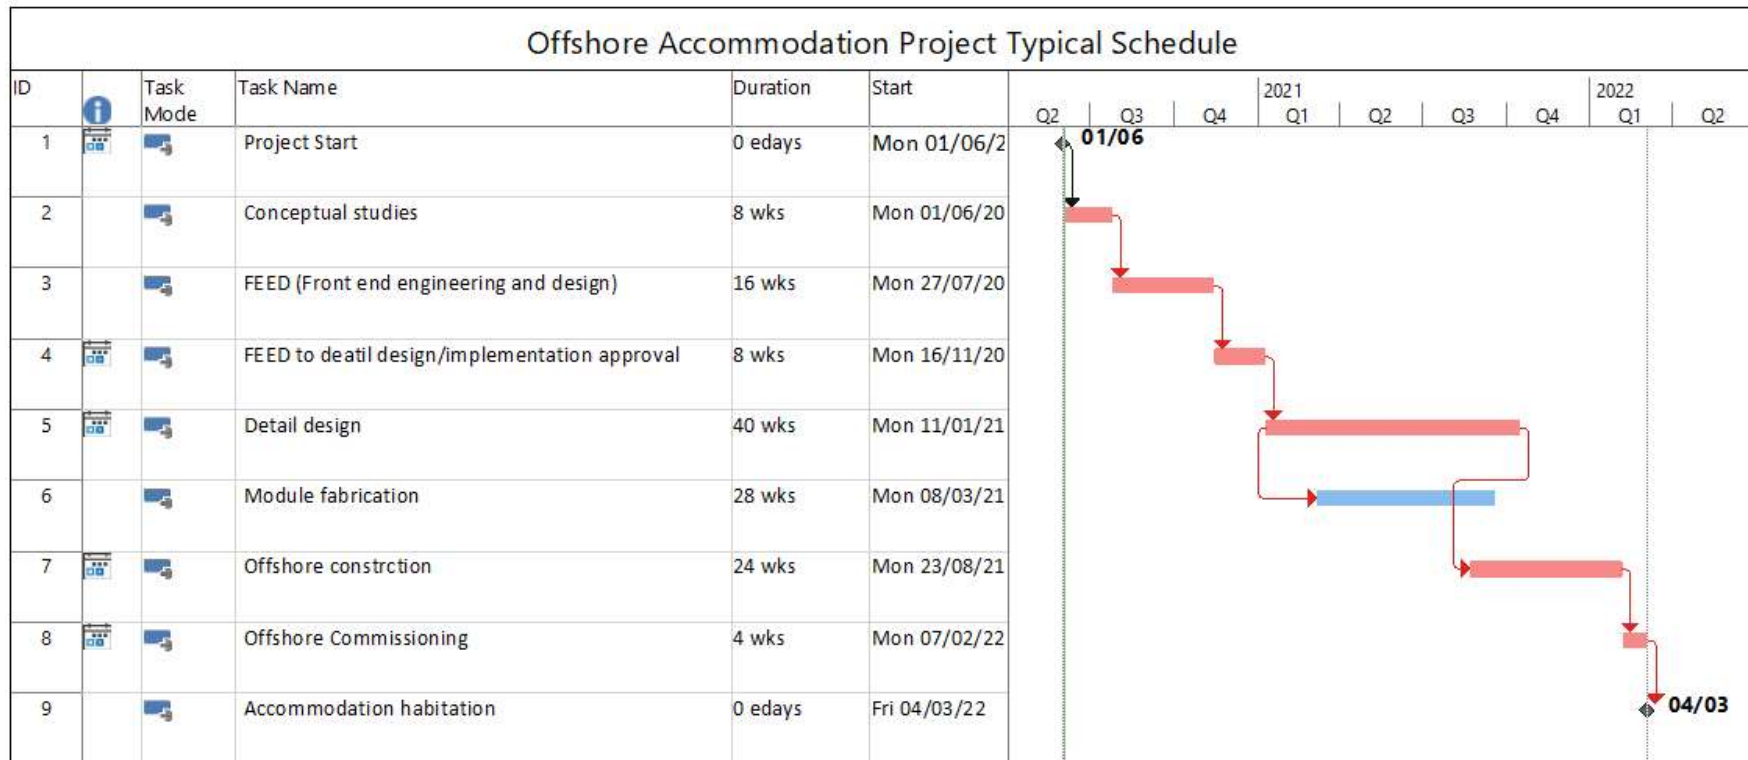 Offshore Accommodation Project Typical Schedule
ID Task Mode Task Name Duration Start
2021 2022
Q2 Q3 Q4 Q1 Q2 Q3 Q4 Q1 Q2
1 Project Start 0 edays Mon 01/06/2 01/06
2 Conceptual studies 8 wks Mon 01/06/20
3 FEED (Front end engineering and design) 16 wks Mon 27/07/20
4 FEED to deatil design/implementation approval 8 wks Mon 16/11/20
5 Detail design 40 wks Mon 11/01/21
6 Module fabrication 28 wks Mon 08/03/21
7 Offshore constrction 24 wks Mon 23/08/21
8 Offshore Commissioning 4 wks Mon 07/02/22
9 Accommodation habitation 0 edays Fri 04/03/22 04/03